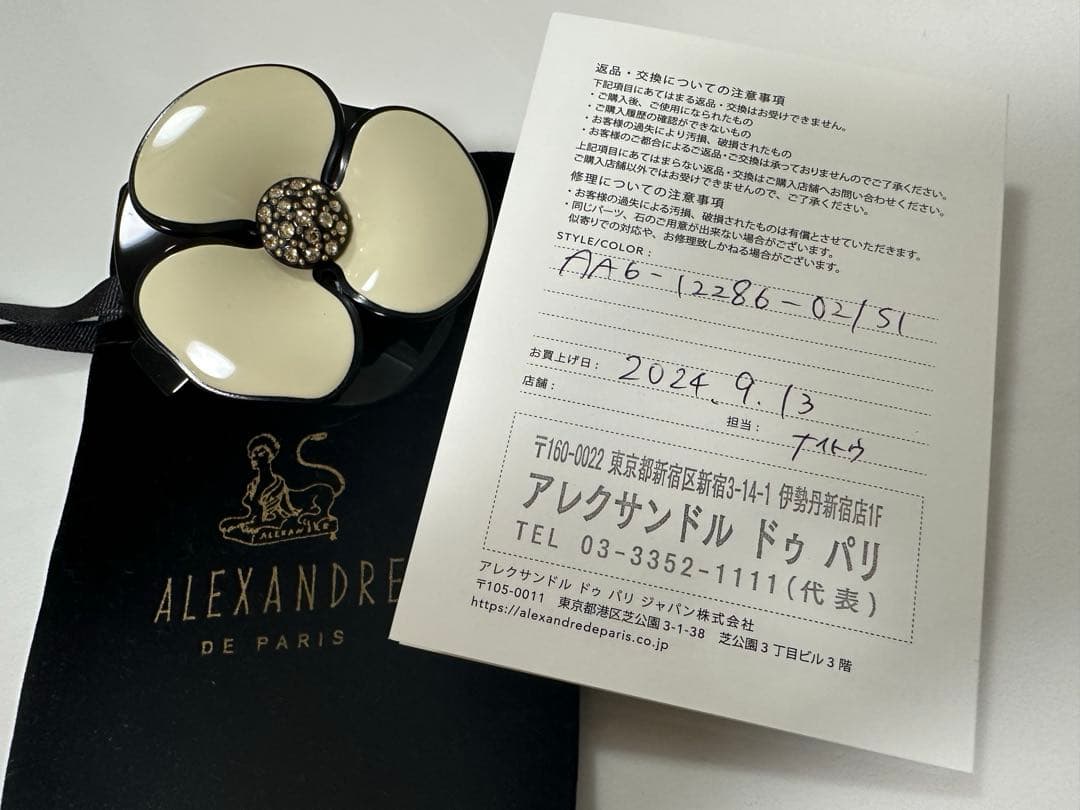 返品・交換についての注意事項
下記項目にあてはまる返品・交換はお受けできません。
・ご購入後、ご使用になられたもの
・ご購入履歴の確認ができないもの
・お客様の過失により汚損、破損されたもの
・お客様のご都合によるご返品・ご交換は承っておりませんのでご了承ください。
上記項目にあてはまらない返品・交換はご購入店舗へお問い合わせください。
ご購入店舗以外ではお受けできませんので、ご了承ください。
修理についての注意事項
・お客様の過失による汚損、破損されたものは有償とさせていただきます。
・同じパーツ、石のご用意が出来ない場合がございます。
似寄りでの対応や、お修理致しかねる場合がございます。
STYLE/COLOR :
AA6-12286-02/S1
お買上げ日 : 2024. 9. 13
店舗 :
担当 : ナイトウ
〒160-0022 東京都新宿区新宿3-14-1 伊勢丹新宿店1F
アレクサンドル ドゥ パリ
TEL 03-3352-1111(代表)
アレクサンドル ドゥ パリ ジャパン株式会社
〒105-0011 東京都港区芝公園3-1-38 芝公園3丁目ビル3階
https://alexandredeparis.co.jp
ALEXANDRE
ALEXANDRE
DE PARIS